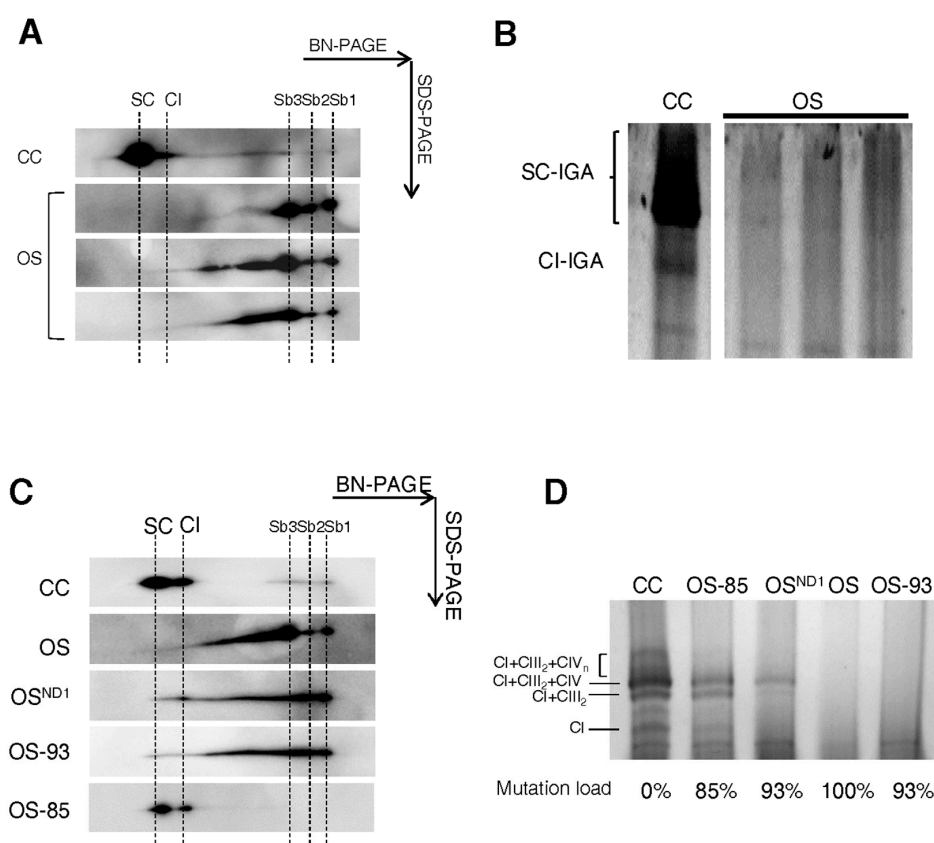 A
BN-PAGE
SDS-PAGE
SC CI Sb3 Sb2 Sb1
CC
OS
B
CC OS
SC-IGA
CI-IGA
C
BN-PAGE
SDS-PAGE
SC CI Sb3 Sb2 Sb1
CC
OS
OSᴺᴰ¹
OS-93
OS-85
D
CC OS-85 OSᴺᴰ¹ OS OS-93
CI+CIII₂+CIVₙ
CI+CIII₂+CIV
CI+CIII₂
CI
Mutation load 0% 85% 93% 100% 93%